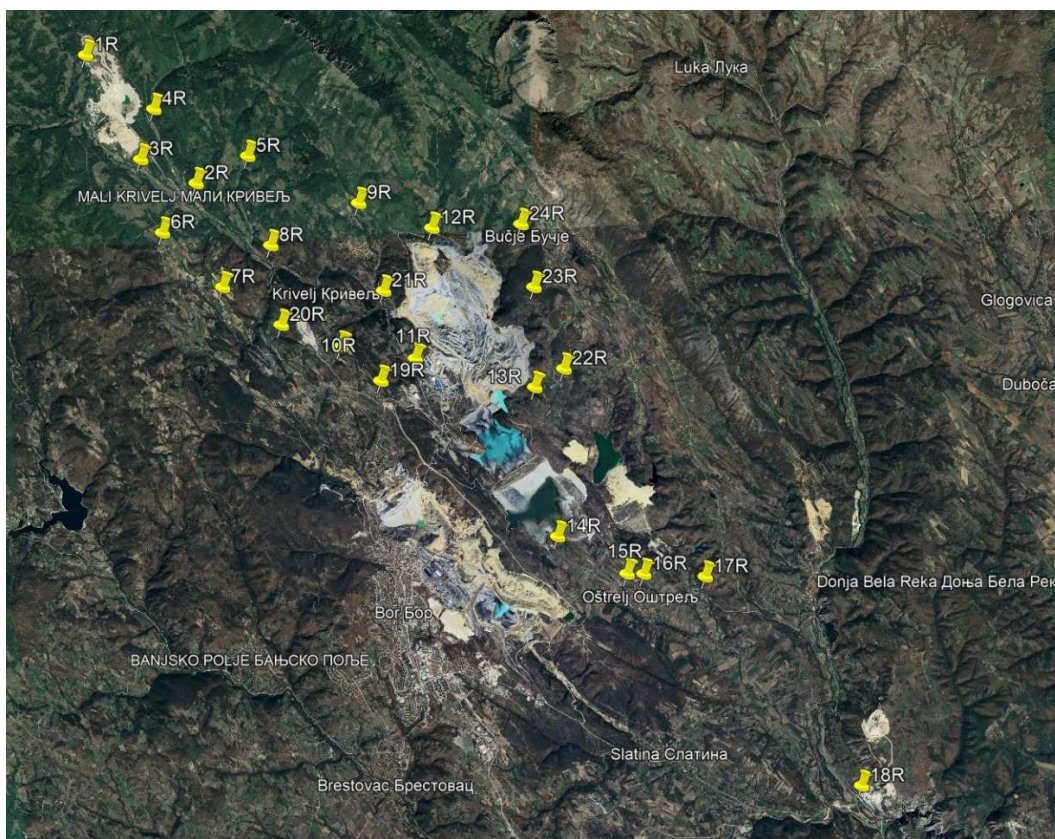 1R
Luka Лука
4R
5R
3R
2R
MALI KRIVELJ МАЛИ КРИВЕЉ
9R
6R
12R
24R
8R
Bučje Бучје
7R
21R
23R
Krivelj Кривељ
Glogovica
20R
10R
11R
22R
19R
13R
Duboča
14R
15R
16R
17R
Donja Bela Reka Доња Бела Рек
Oštrelj Оштрељ
Bor Бор
BANJSKO POLJE БАЊСКО ПОЉЕ
Slatina Слатина
18R
Brestovac Брестовац